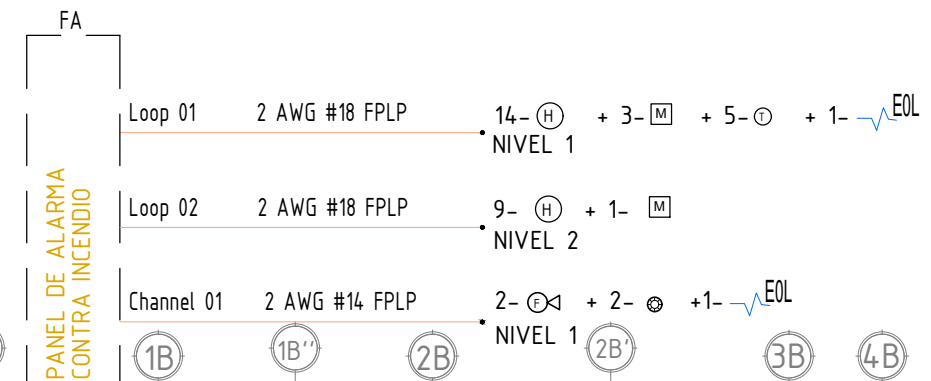 FA
Loop 01 2 AWG #18 FPLP 14- H + 3- M + 5- T + 1- EOL
NIVEL 1
Loop 02 2 AWG #18 FPLP 9- H + 1- M
NIVEL 2
Channel 01 2 AWG #14 FPLP 2- F + 2- +1- EOL
NIVEL 1
PANEL DE ALARMA
CONTRA INCENDIO
1B 1B'' 2B 2B' 3B 4B